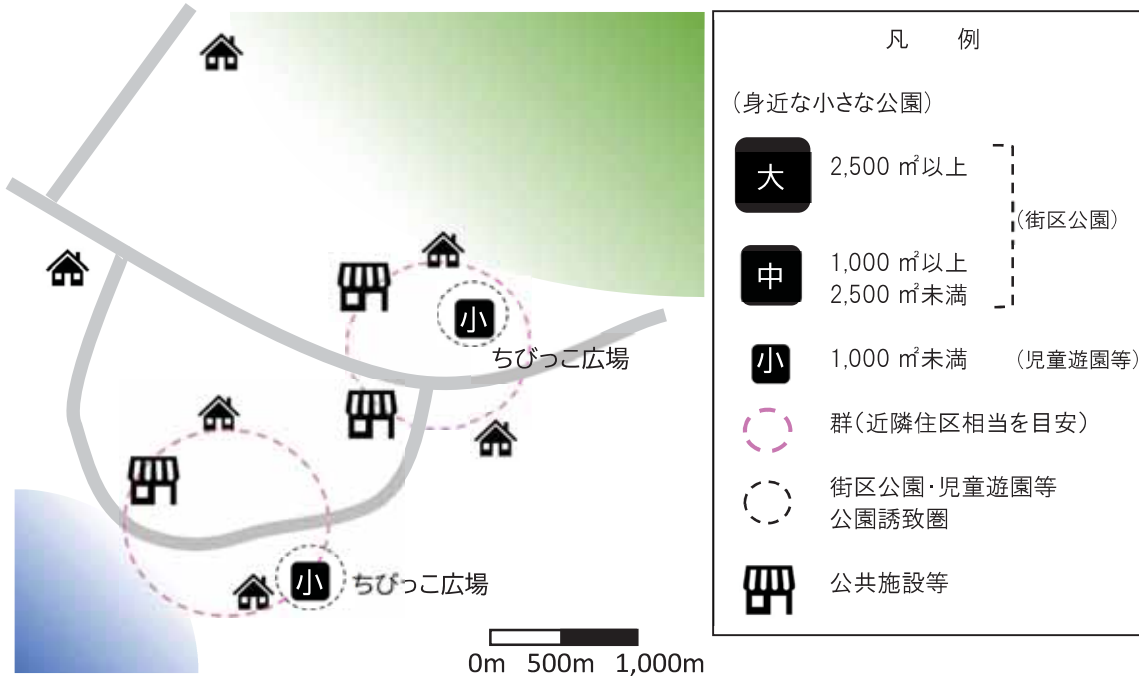 小
ちびっこ広場
小
ちびっこ広場
0m 500m 1,000m
凡 例
(身近な小さな公園)
大
2,500 ㎡以上
(街区公園)
中
1,000 ㎡以上
2,500 ㎡未満
小
1,000 ㎡未満
(児童遊園等)
群(近隣住区相当を目安)
街区公園・児童遊園等
公園誘致圏
公共施設等